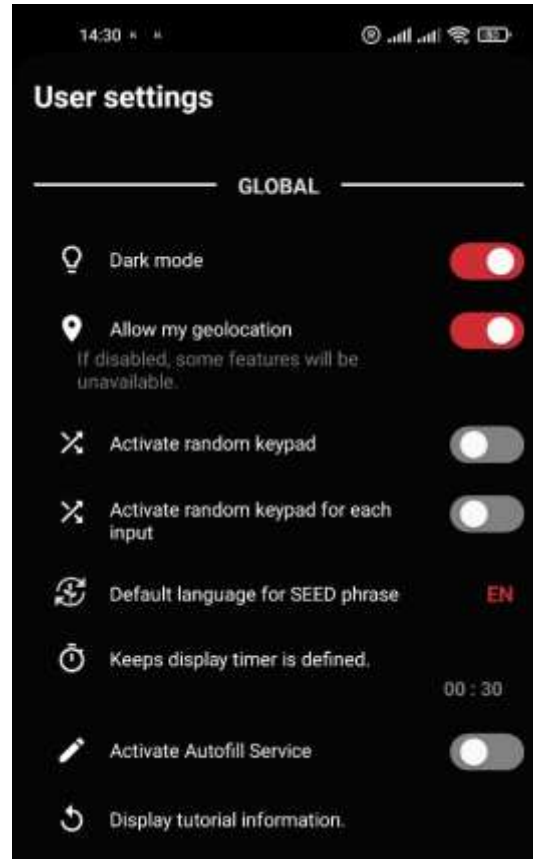 14:30
User settings
GLOBAL
Dark mode
Allow my geolocation
If disabled, some features will be
unavailable.
Activate random keypad
Activate random keypad for each
input
Default language for SEED phrase EN
Keeps display timer is defined.
00 : 30
Activate Autofill Service
Display tutorial information.